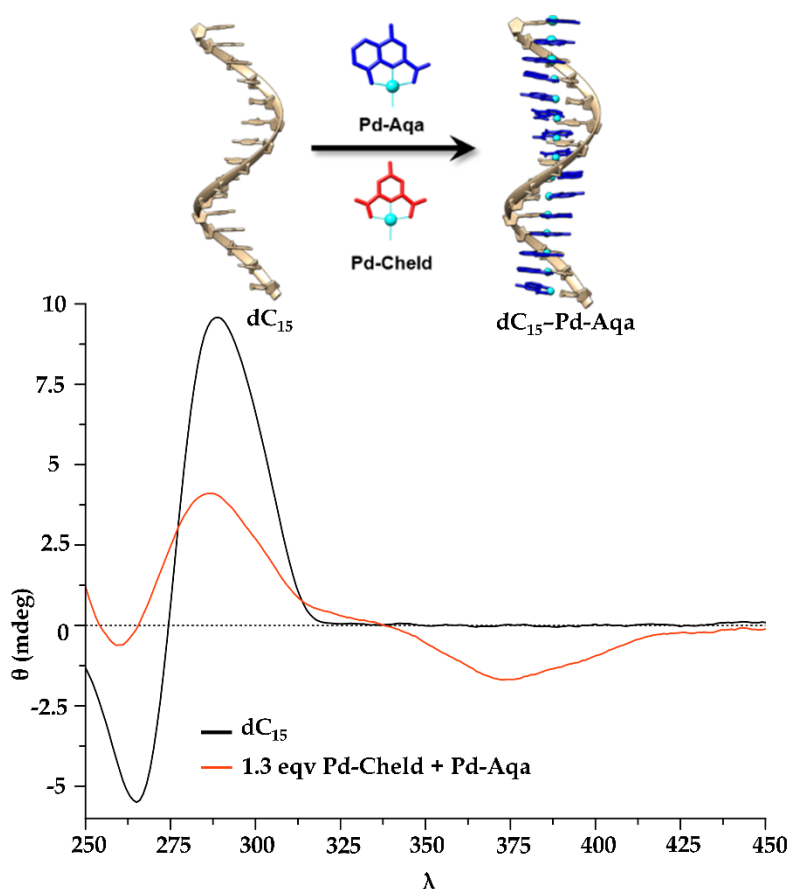 Pd-Aqa
Pd-Cheld
dC₁₅
dC₁₅–Pd-Aqa
10
7.5
5
2.5
0
-2.5
-5
θ (mdeg)
dC₁₅
1.3 eqv Pd-Cheld + Pd-Aqa
250 275 300 325 350 375 400 425 450
λ